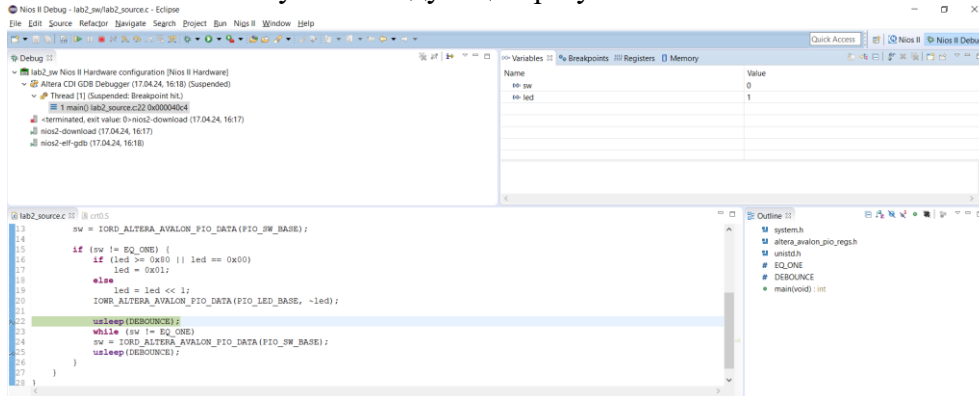 Nios II Debug - lab2_sw/lab2_source.c - Eclipse
File Edit Source Refactor Navigate Search Project Run Nios II Window Help
Quick Access
Nios II
Nios II Debu
Debug
lab2_sw Nios II Hardware configuration [Nios II Hardware]
Altera CDI GDB Debugger (17.04.24, 16:18) (Suspended)
Thread [1] (Suspended: Breakpoint hit.)
1 main() lab2_source.c:22 0x000040c4
<terminated, exit value: 0>nios2-download (17.04.24, 16:17)
nios2-download (17.04.24, 16:17)
nios2-elf-gdb (17.04.24, 16:18)
Variables Breakpoints Registers Memory
Name Value
sw 0
led 1
lab2_source.c crt0.S
13 sw = IORD_ALTERA_AVALON_PIO_DATA(PIO_SW_BASE);
14
15 if (sw != EQ_ONE) {
16 if (led >= 0x80 || led == 0x00)
17 led = 0x01;
18 else
19 led = led << 1;
20 IOWR_ALTERA_AVALON_PIO_DATA(PIO_LED_BASE, ~led);
21
22 usleep(DEBOUNCE);
23 while (sw != EQ_ONE)
24 sw = IORD_ALTERA_AVALON_PIO_DATA(PIO_SW_BASE);
25 usleep(DEBOUNCE);
26 }
27 }
28 }
Outline
system.h
altera_avalon_pio_regs.h
unistd.h
# EQ_ONE
# DEBOUNCE
main(void) : int